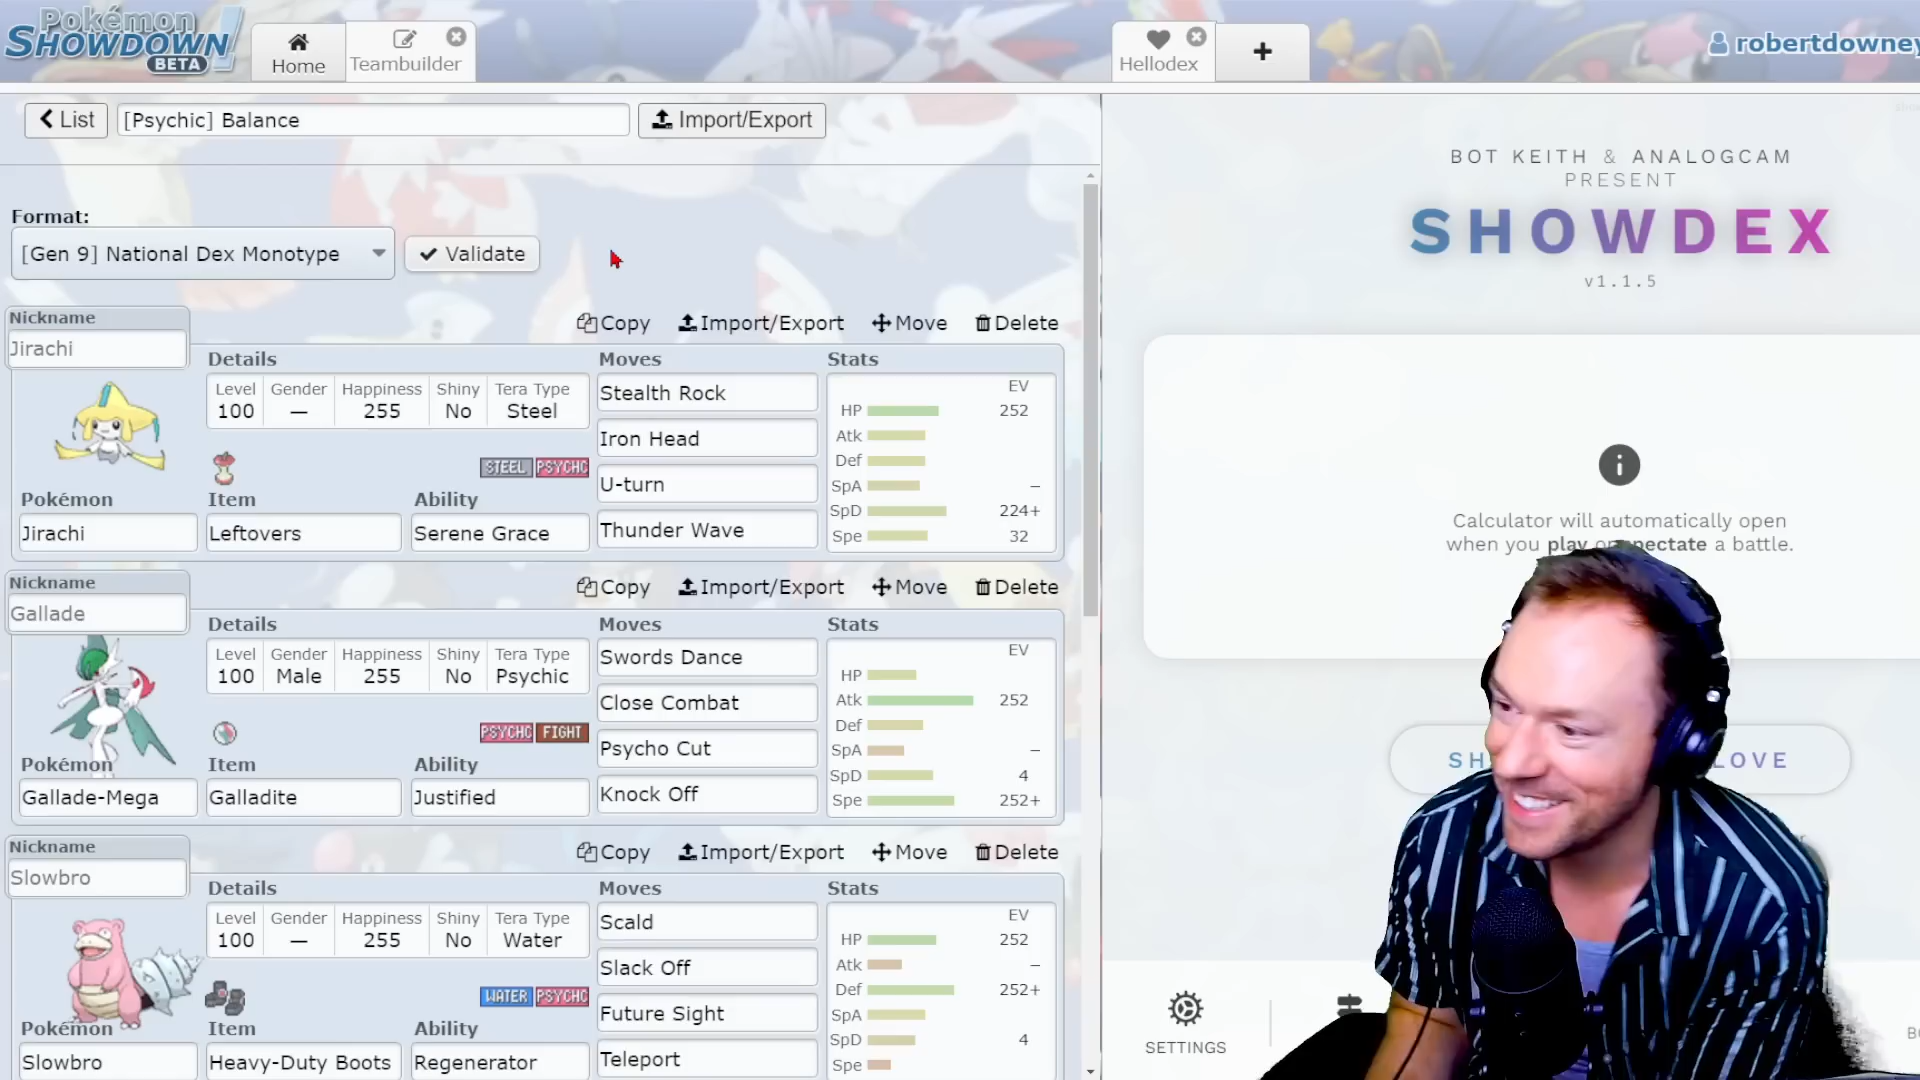 Pokémon
SHOWDOWN
BETA
Home
Teambuilder
Hellodex
robertdowney
List
[Psychic] Balance
Import/Export
Format:
[Gen 9] National Dex Monotype
Validate
Nickname
Jirachi
Copy Import/Export Move Delete
Details
Moves
Stats
Level Gender Happiness Shiny Tera Type
100 — 255 No Steel
Stealth Rock
Iron Head
U-turn
Thunder Wave
EV
HP 252
Atk
Def
SpA –
SpD 224+
Spe 32
STEEL PSYCHC
Pokémon Item Ability
Jirachi Leftovers Serene Grace
Nickname
Gallade
Copy Import/Export Move Delete
Details
Moves
Stats
Level Gender Happiness Shiny Tera Type
100 Male 255 No Psychic
Swords Dance
Close Combat
Psycho Cut
Knock Off
EV
HP
Atk 252
Def
SpA –
SpD 4
Spe 252+
PSYCHC FIGHT
Pokémon Item Ability
Gallade-Mega Galladite Justified
Nickname
Slowbro
Copy Import/Export Move Delete
Details
Moves
Stats
Level Gender Happiness Shiny Tera Type
100 — 255 No Water
Scald
Slack Off
Future Sight
Teleport
EV
HP 252
Atk –
Def 252+
SpA
SpD 4
Spe
WATER PSYCHC
Pokémon Item Ability
Slowbro Heavy-Duty Boots Regenerator
BOT KEITH & ANALOGCAM
PRESENT
SHOWDEX
v1.1.5
Calculator will automatically open
when you play or spectate a battle.
SH LOVE
SETTINGS